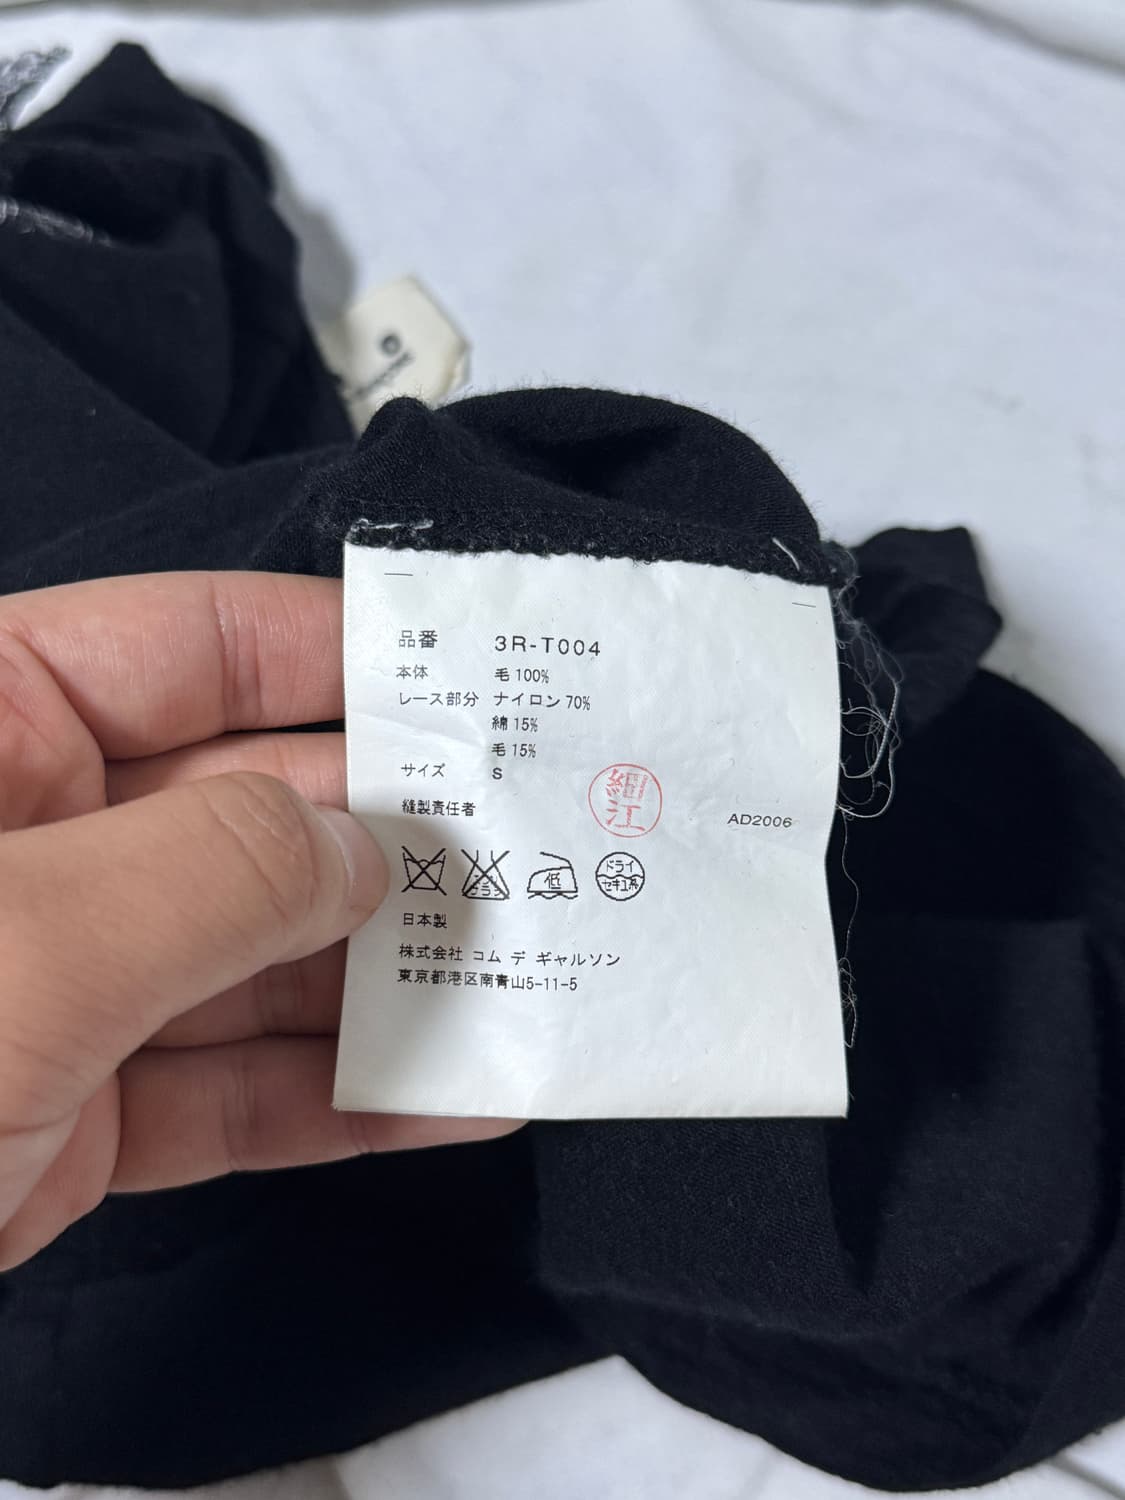 品番 3R-T004
本体 毛 100%
レース部分 ナイロン 70%
綿 15%
毛 15%
サイズ S
縫製責任者 細江
AD2006
低
ドライ
セキユ系
日本製
株式会社 コム デ ギャルソン
東京都港区南青山5-11-5